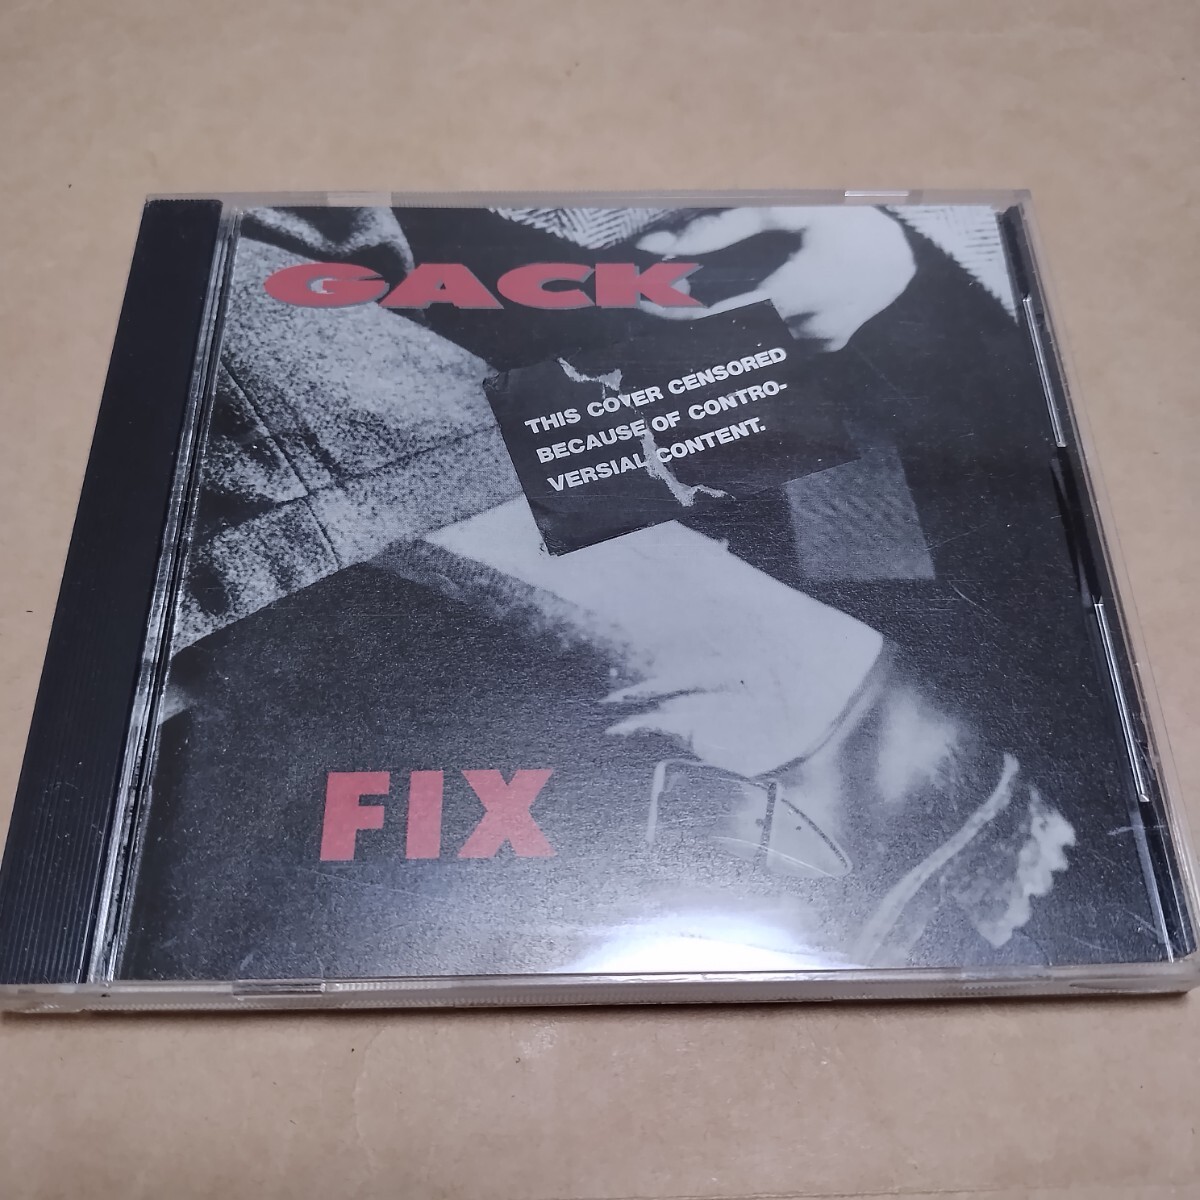 GACK
THIS COVER CENSORED
BECAUSE OF CONTRO-
VERSIAL CONTENT.
FIX